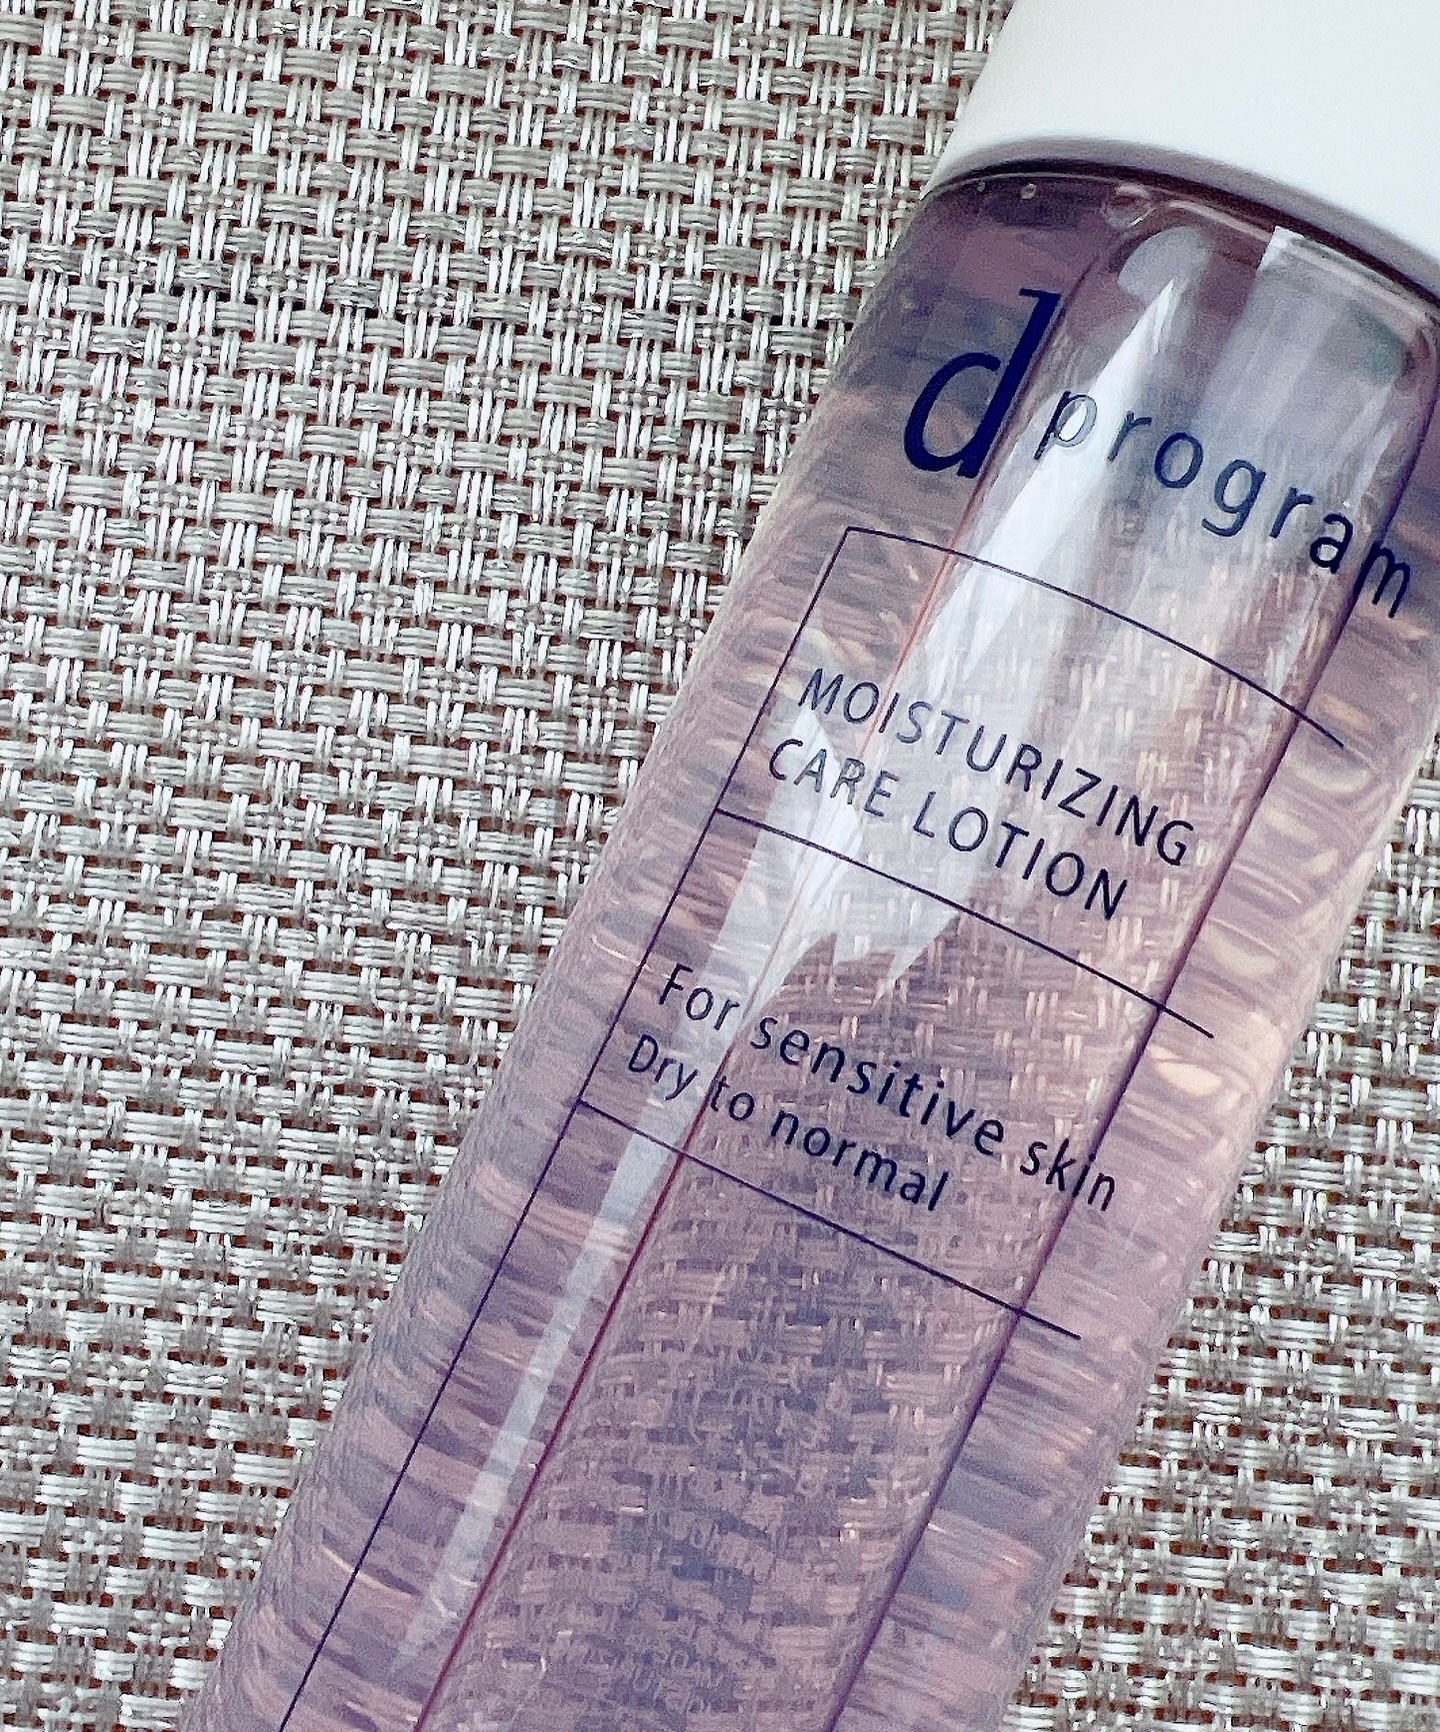 d program
MOISTURIZING
CARE LOTION
For sensitive skin
Dry to normal